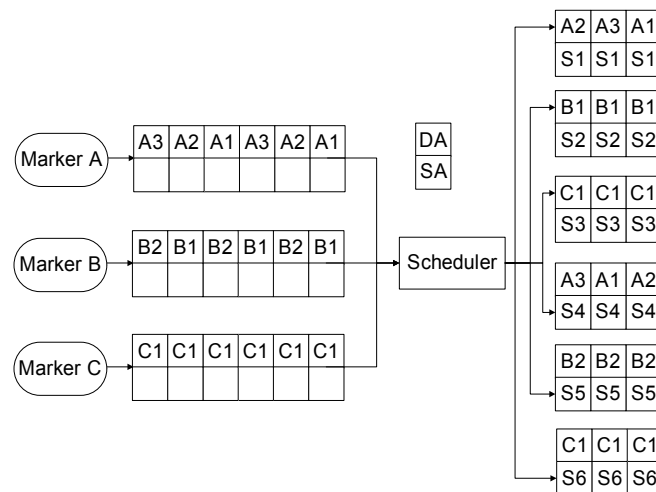 A2 A3 A1
S1 S1 S1
B1 B1 B1
S2 S2 S2
A3 A2 A1 A3 A2 A1
Marker A
DA
SA
C1 C1 C1
S3 S3 S3
B2 B1 B2 B1 B2 B1
Marker B
Scheduler
A3 A1 A2
S4 S4 S4
C1 C1 C1 C1 C1 C1
Marker C
B2 B2 B2
S5 S5 S5
C1 C1 C1
S6 S6 S6